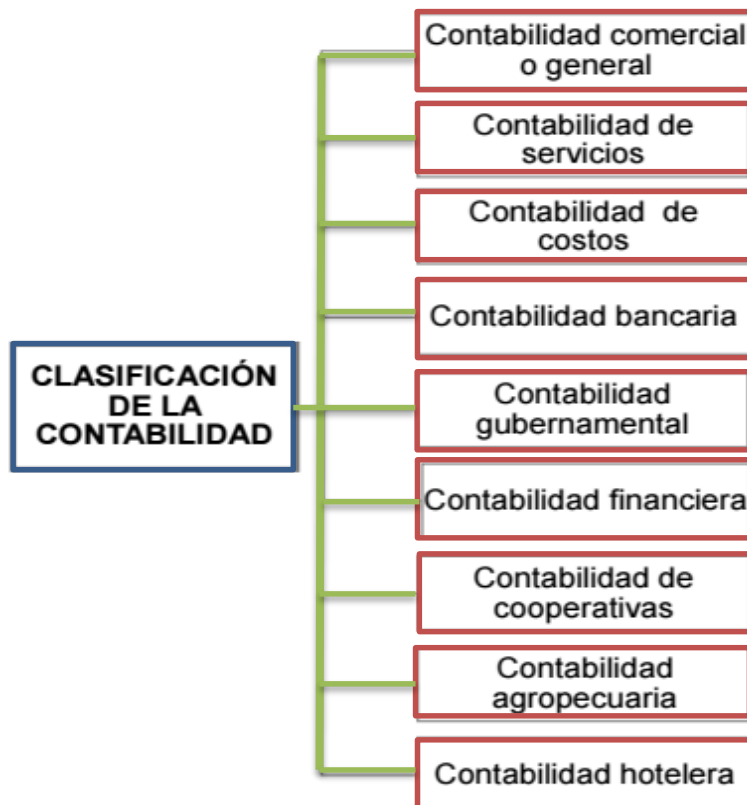 Contabilidad comercial
o general
Contabilidad de
servicios
Contabilidad de
costos
Contabilidad bancaria
CLASIFICACIÓN
DE LA
CONTABILIDAD
Contabilidad
gubernamental
Contabilidad financiera
Contabilidad de
cooperativas
Contabilidad
agropecuaria
Contabilidad hotelera